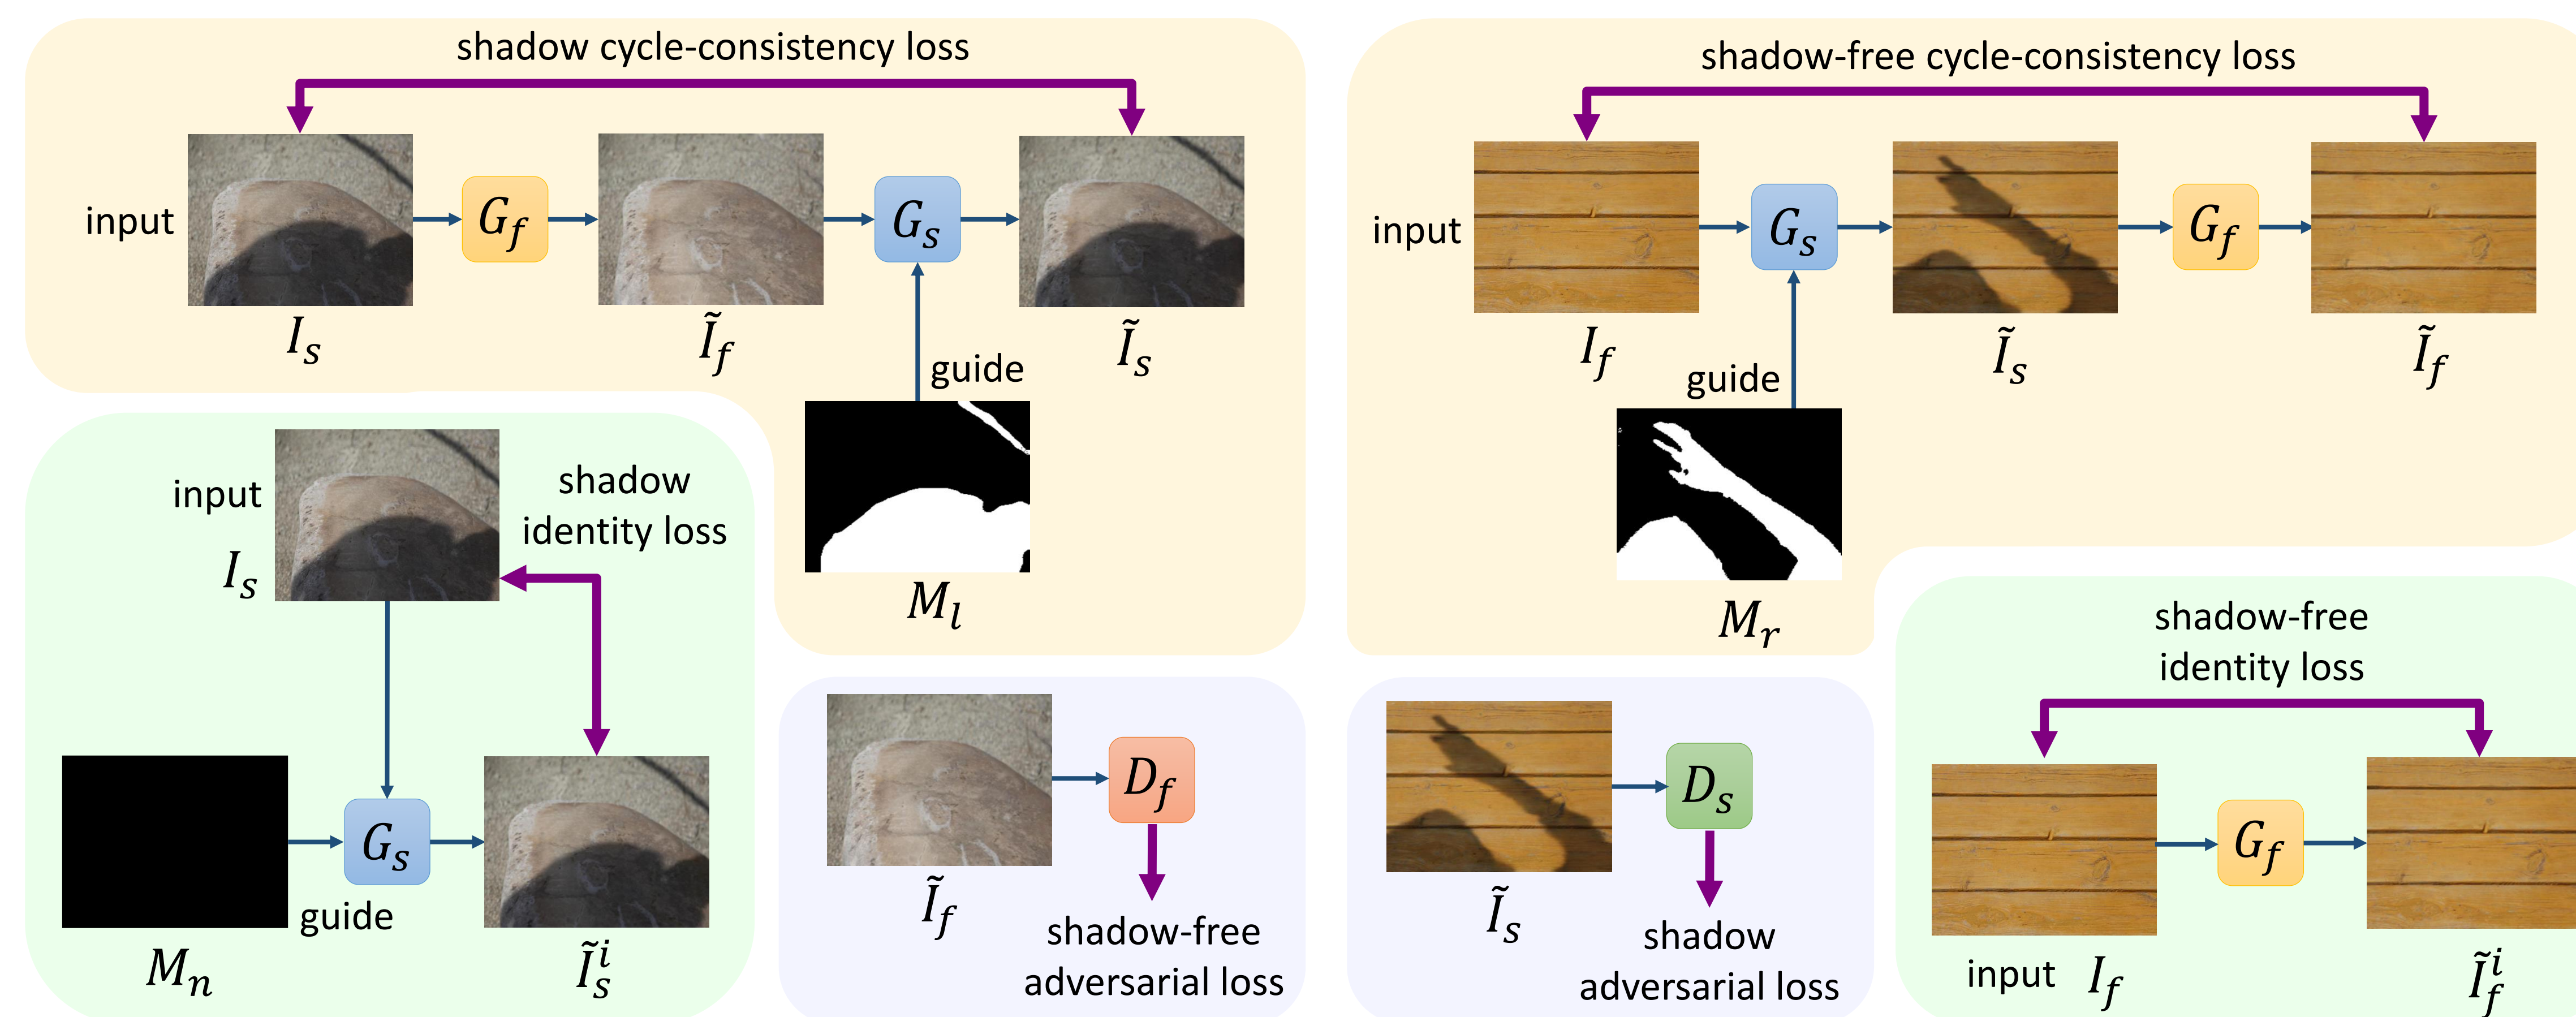 shadow cycle-consistency loss
input
G_f
G_s
I_s
Ĩ_f
Ĩ_s
guide
M_l
shadow-free cycle-consistency loss
input
G_s
G_f
I_f
Ĩ_s
Ĩ_f
guide
M_r
input
I_s
shadow
identity loss
G_s
guide
M_n
Ĩ_s^i
D_f
Ĩ_f
shadow-free
adversarial loss
D_s
Ĩ_s
shadow
adversarial loss
shadow-free
identity loss
G_f
input I_f
Ĩ_f^i